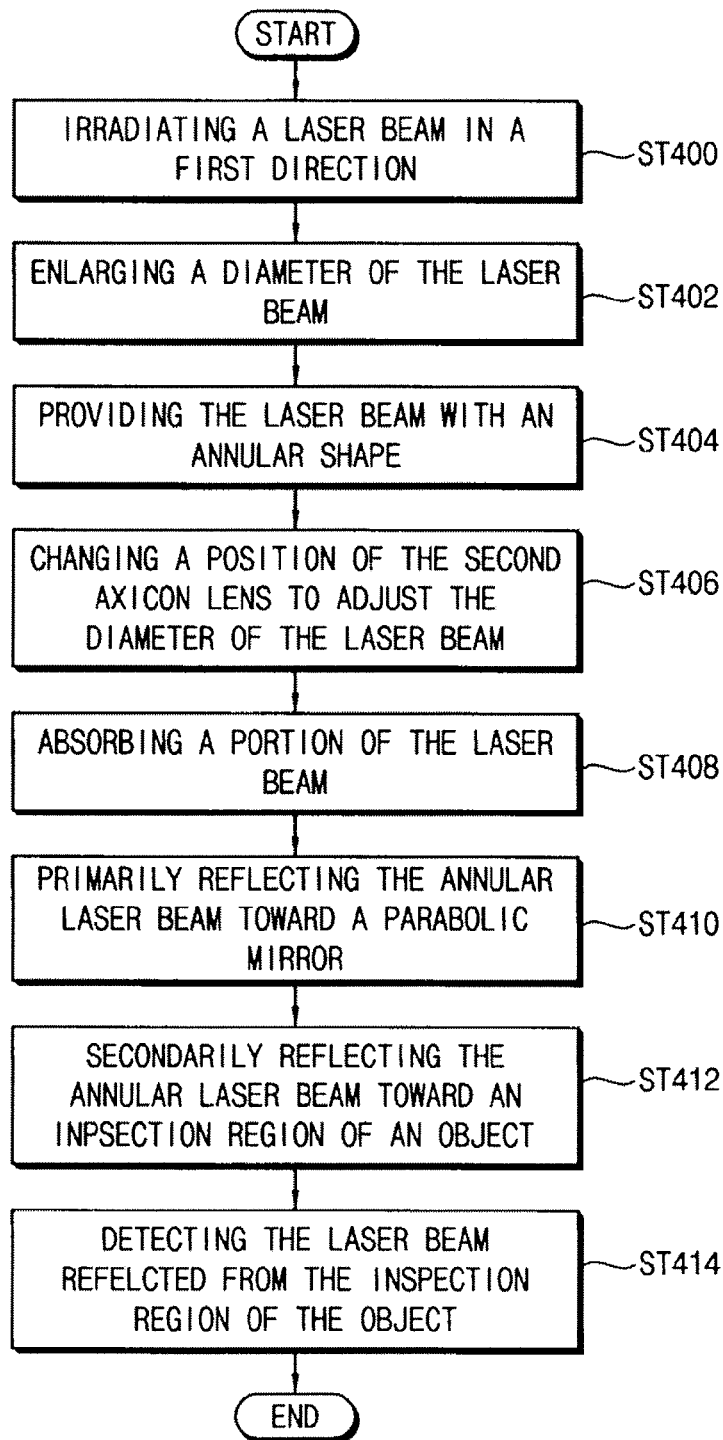 START
IRRADIATING A LASER BEAM IN A
FIRST DIRECTION
ST400
ENLARGING A DIAMETER OF THE LASER
BEAM
ST402
PROVIDING THE LASER BEAM WITH AN
ANNULAR SHAPE
ST404
CHANGING A POSITION OF THE SECOND
AXICON LENS TO ADJUST THE
DIAMETER OF THE LASER BEAM
ST406
ABSORBING A PORTION OF THE LASER
BEAM
ST408
PRIMARILY REFLECTING THE ANNULAR
LASER BEAM TOWARD A PARABOLIC
MIRROR
ST410
SECONDARILY REFLECTING THE
ANNULAR LASER BEAM TOWARD AN
INPSECTION REGION OF AN OBJECT
ST412
DETECTING THE LASER BEAM
REFELCTED FROM THE INSPECTION
REGION OF THE OBJECT
ST414
END